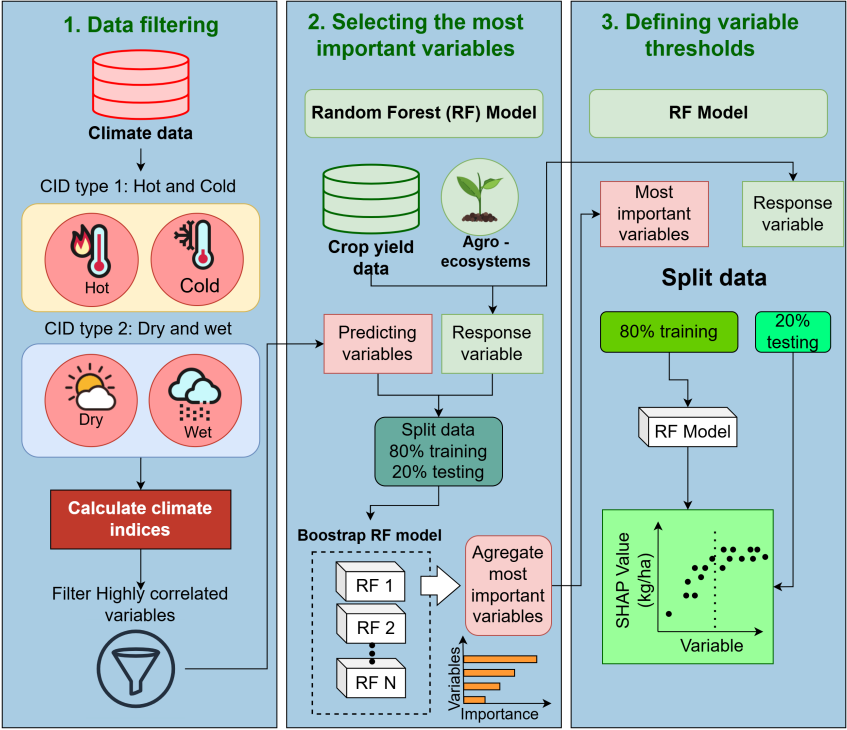 1. Data filtering
Climate data
CID type 1: Hot and Cold
Hot
Cold
CID type 2: Dry and wet
Dry
Wet
Calculate climate
indices
Filter Highly correlated
variables
2. Selecting the most
important variables
Random Forest (RF) Model
Crop yield
data
Agro -
ecosystems
Predicting
variables
Response
variable
Split data
80% training
20% testing
Boostrap RF model
RF 1
RF 2
RF N
Agregate
most
important
variables
Variables
Importance
3. Defining variable
thresholds
RF Model
Most
important
variables
Response
variable
Split data
80% training
20%
testing
RF Model
SHAP Value
(kg/ha)
Variable